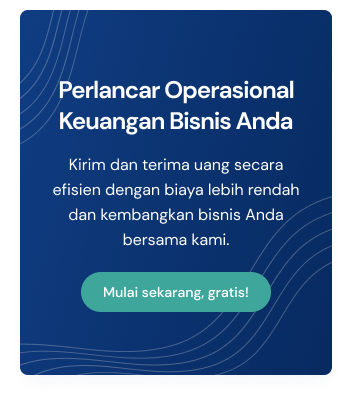 Perlancar Operasional
Keuangan Bisnis Anda
Kirim dan terima uang secara
efisien dengan biaya lebih rendah
dan kembangkan bisnis Anda
bersama kami.
Mulai sekarang, gratis!